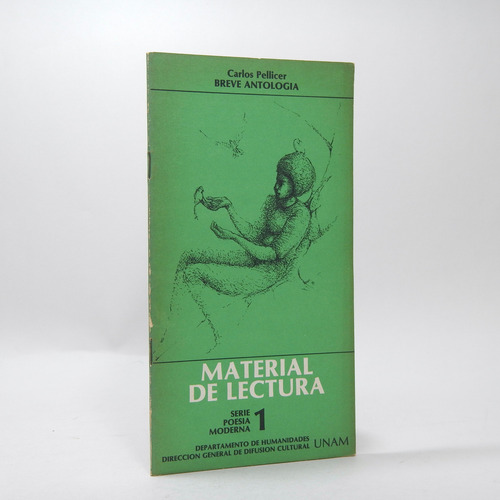 Carlos Pellicer
BREVE ANTOLOGIA
MATERIAL
DE LECTURA
SERIE
POESIA
MODERNA 1
DEPARTAMENTO DE HUMANIDADES
DIRECCION GENERAL DE DIFUSION CULTURAL UNAM